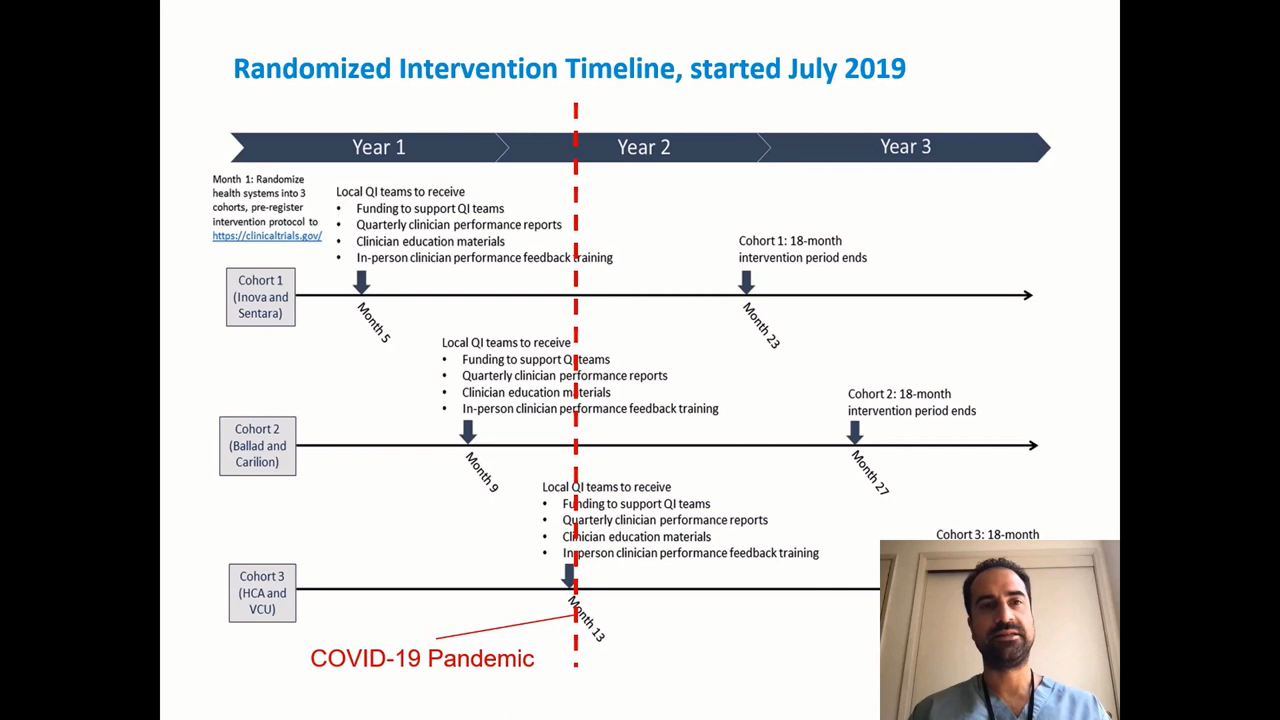 Randomized Intervention Timeline, started July 2019
Year 1
Year 2
Year 3
Month 1: Randomize
health systems into 3
cohorts, pre-register
intervention protocol to
https://clinicaltrials.gov/
Local QI teams to receive
• Funding to support QI teams
• Quarterly clinician performance reports
• Clinician education materials
• In-person clinician performance feedback training
Cohort 1: 18-month
intervention period ends
Cohort 1
(Inova and
Sentara)
Month 5
Month 23
Local QI teams to receive
• Funding to support QI teams
• Quarterly clinician performance reports
• Clinician education materials
• In-person clinician performance feedback training
Cohort 2: 18-month
intervention period ends
Cohort 2
(Ballad and
Carilion)
Month 9
Month 27
Local QI teams to receive
• Funding to support QI teams
• Quarterly clinician performance reports
• Clinician education materials
• In-person clinician performance feedback training
Cohort 3: 18-month
Cohort 3
(HCA and
VCU)
Month 13
COVID-19 Pandemic